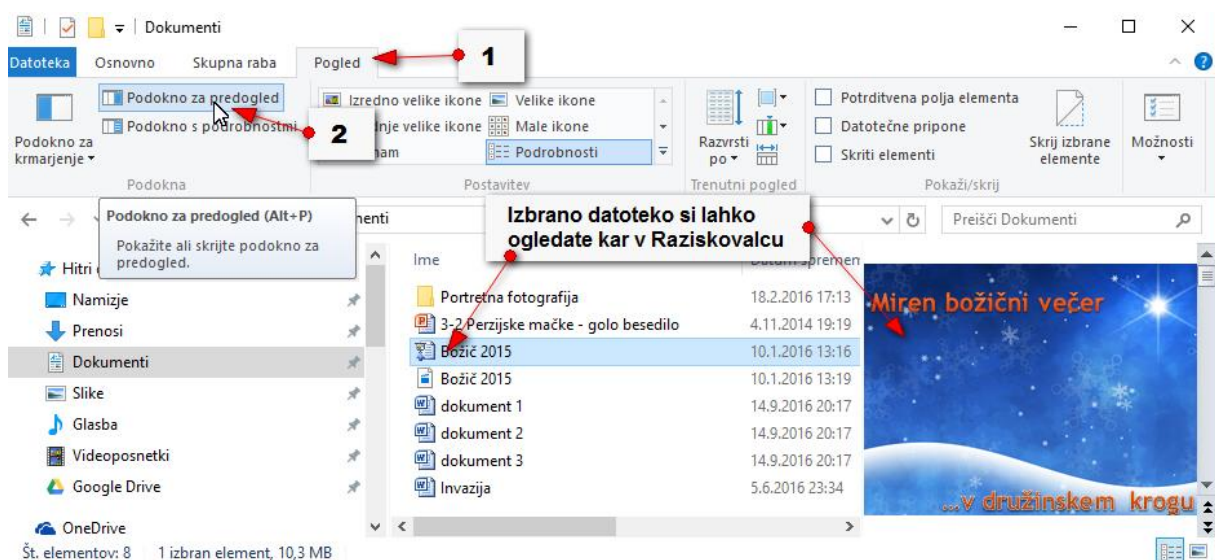 Dokumenti
Datoteka Osnovno Skupna raba Pogled
1
Podokno za krmarjenje
Podokno za predogled
Podokno s podrobnostmi
2
Izredno velike ikone Velike ikone
velike ikone Male ikone
Podrobnosti
Razvrsti po
Potrditvena polja elementa
Datotečne pripone
Skriti elementi
Skrij izbrane elemente
Možnosti
Podokna Postavitev Trenutni pogled Pokaži/skrij
Podokno za predogled (Alt+P)
Pokažite ali skrijte podokno za
predogled.
Izbrano datoteko si lahko
ogledate kar v Raziskovalcu
Preišči Dokumenti
Hitri
Namizje
Prenosi
Dokumenti
Slike
Glasba
Videoposnetki
Google Drive
OneDrive
Ime Datum spremen
Portretna fotografija 18.2.2016 17:13
3-2 Perzijske mačke - golo besedilo 4.11.2014 19:19
Božič 2015 10.1.2016 13:16
Božič 2015 10.1.2016 13:19
dokument 1 14.9.2016 20:17
dokument 2 14.9.2016 20:17
dokument 3 14.9.2016 20:17
Invazija 5.6.2016 23:34
Miren božični večer
...v družinskem krogu
Št. elementov: 8 1 izbran element, 10,3 MB